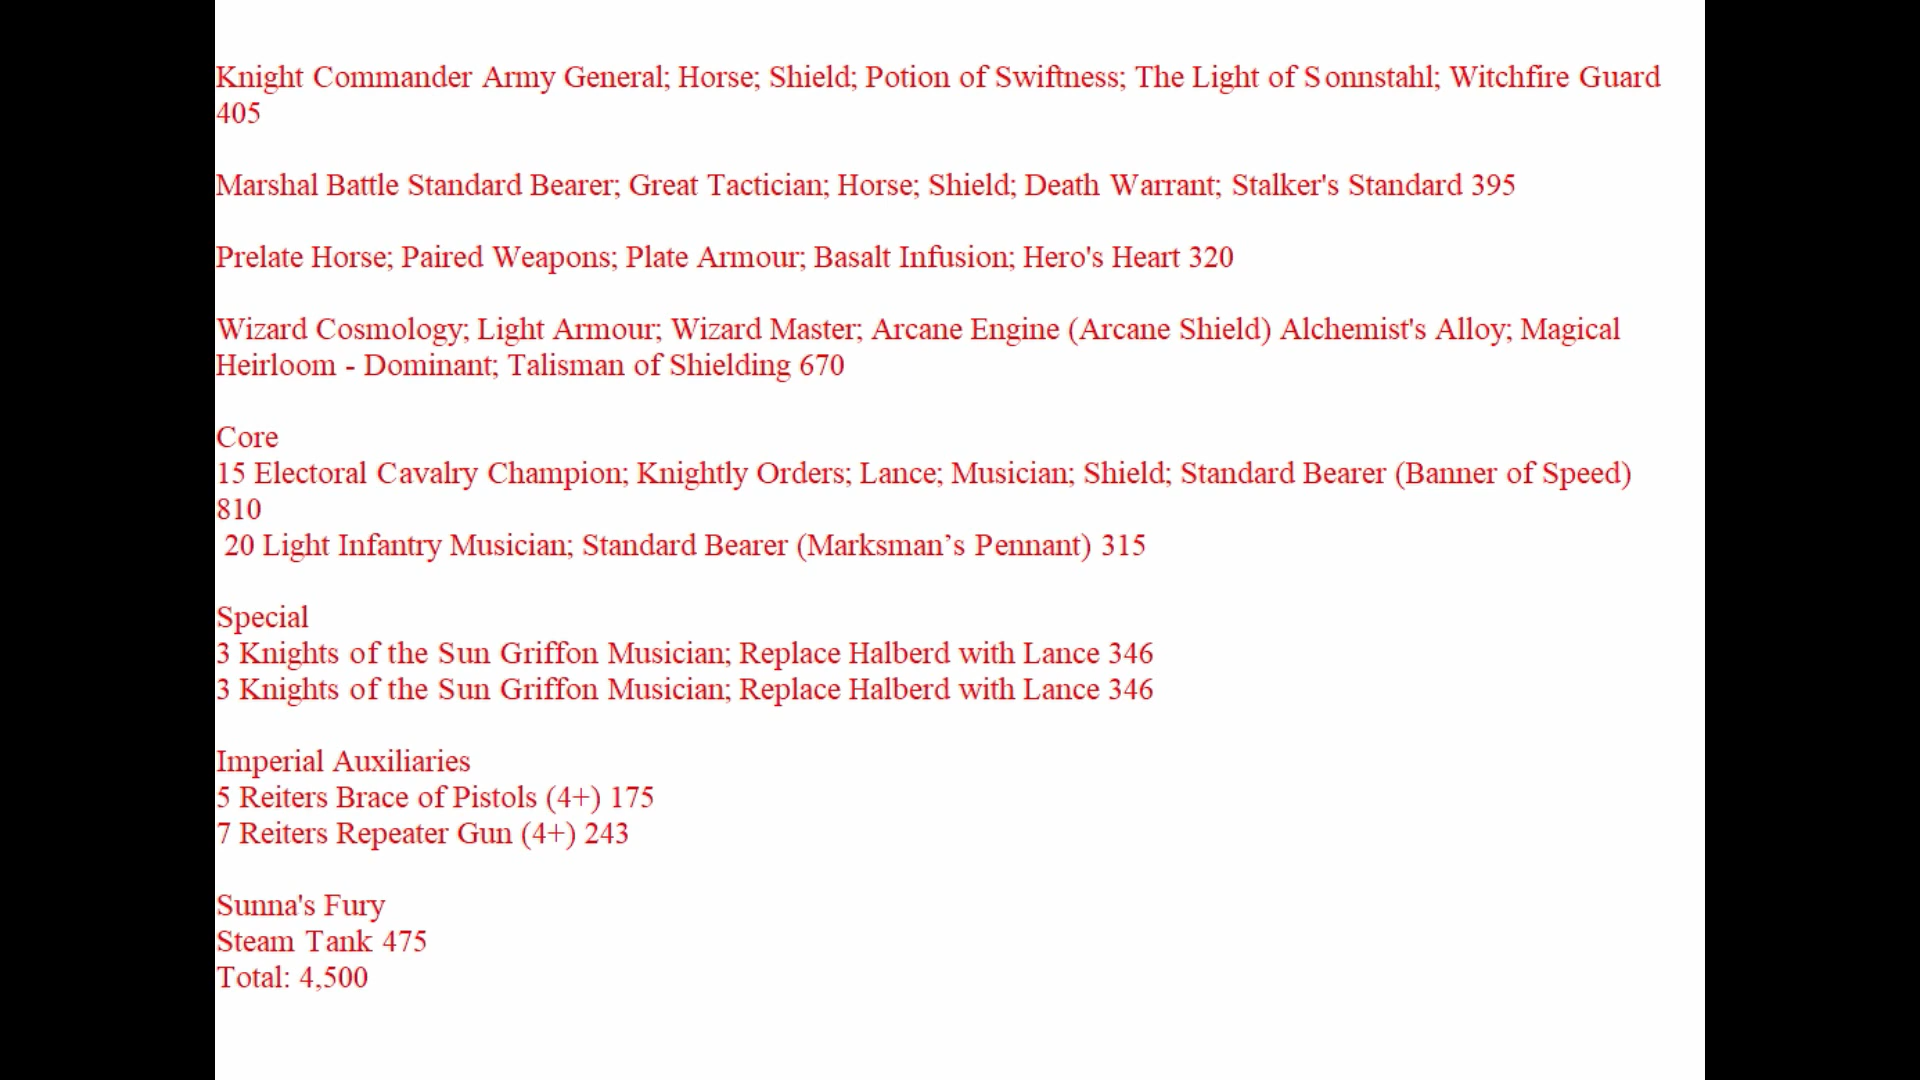 Knight Commander Army General; Horse; Shield; Potion of Swiftness; The Light of Sonnstahl; Witchfire Guard
405
Marshal Battle Standard Bearer; Great Tactician; Horse; Shield; Death Warrant; Stalker's Standard 395
Prelate Horse; Paired Weapons; Plate Armour; Basalt Infusion; Hero's Heart 320
Wizard Cosmology; Light Armour; Wizard Master; Arcane Engine (Arcane Shield) Alchemist's Alloy; Magical
Heirloom - Dominant; Talisman of Shielding 670
Core
15 Electoral Cavalry Champion; Knightly Orders; Lance; Musician; Shield; Standard Bearer (Banner of Speed)
810
20 Light Infantry Musician; Standard Bearer (Marksman’s Pennant) 315
Special
3 Knights of the Sun Griffon Musician; Replace Halberd with Lance 346
3 Knights of the Sun Griffon Musician; Replace Halberd with Lance 346
Imperial Auxiliaries
5 Reiters Brace of Pistols (4+) 175
7 Reiters Repeater Gun (4+) 243
Sunna's Fury
Steam Tank 475
Total: 4,500